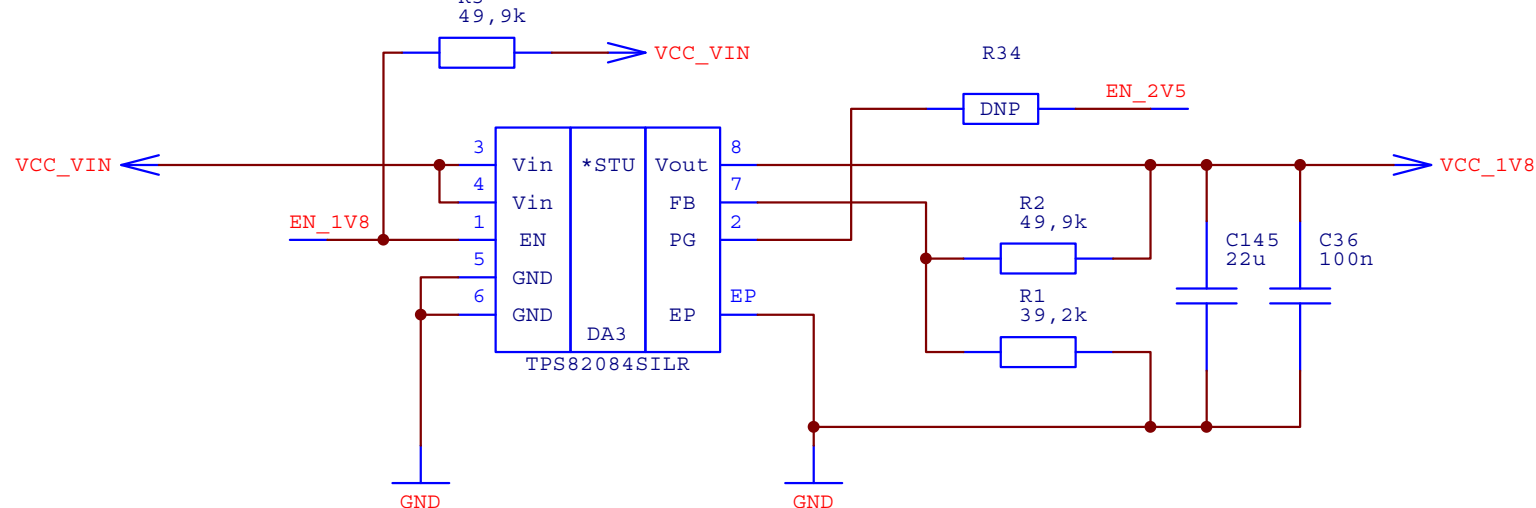 49,9k
VCC_VIN
R34
EN_2V5
DNP
VCC_VIN
3
Vin
*STU
Vout
8
VCC_1V8
4
Vin
FB
7
EN_1V8
1
EN
PG
2
R2
49,9k
C145
22u
C36
100n
5
GND
6
GND
EP
EP
R1
39,2k
DA3
TPS82084SILR
GND
GND